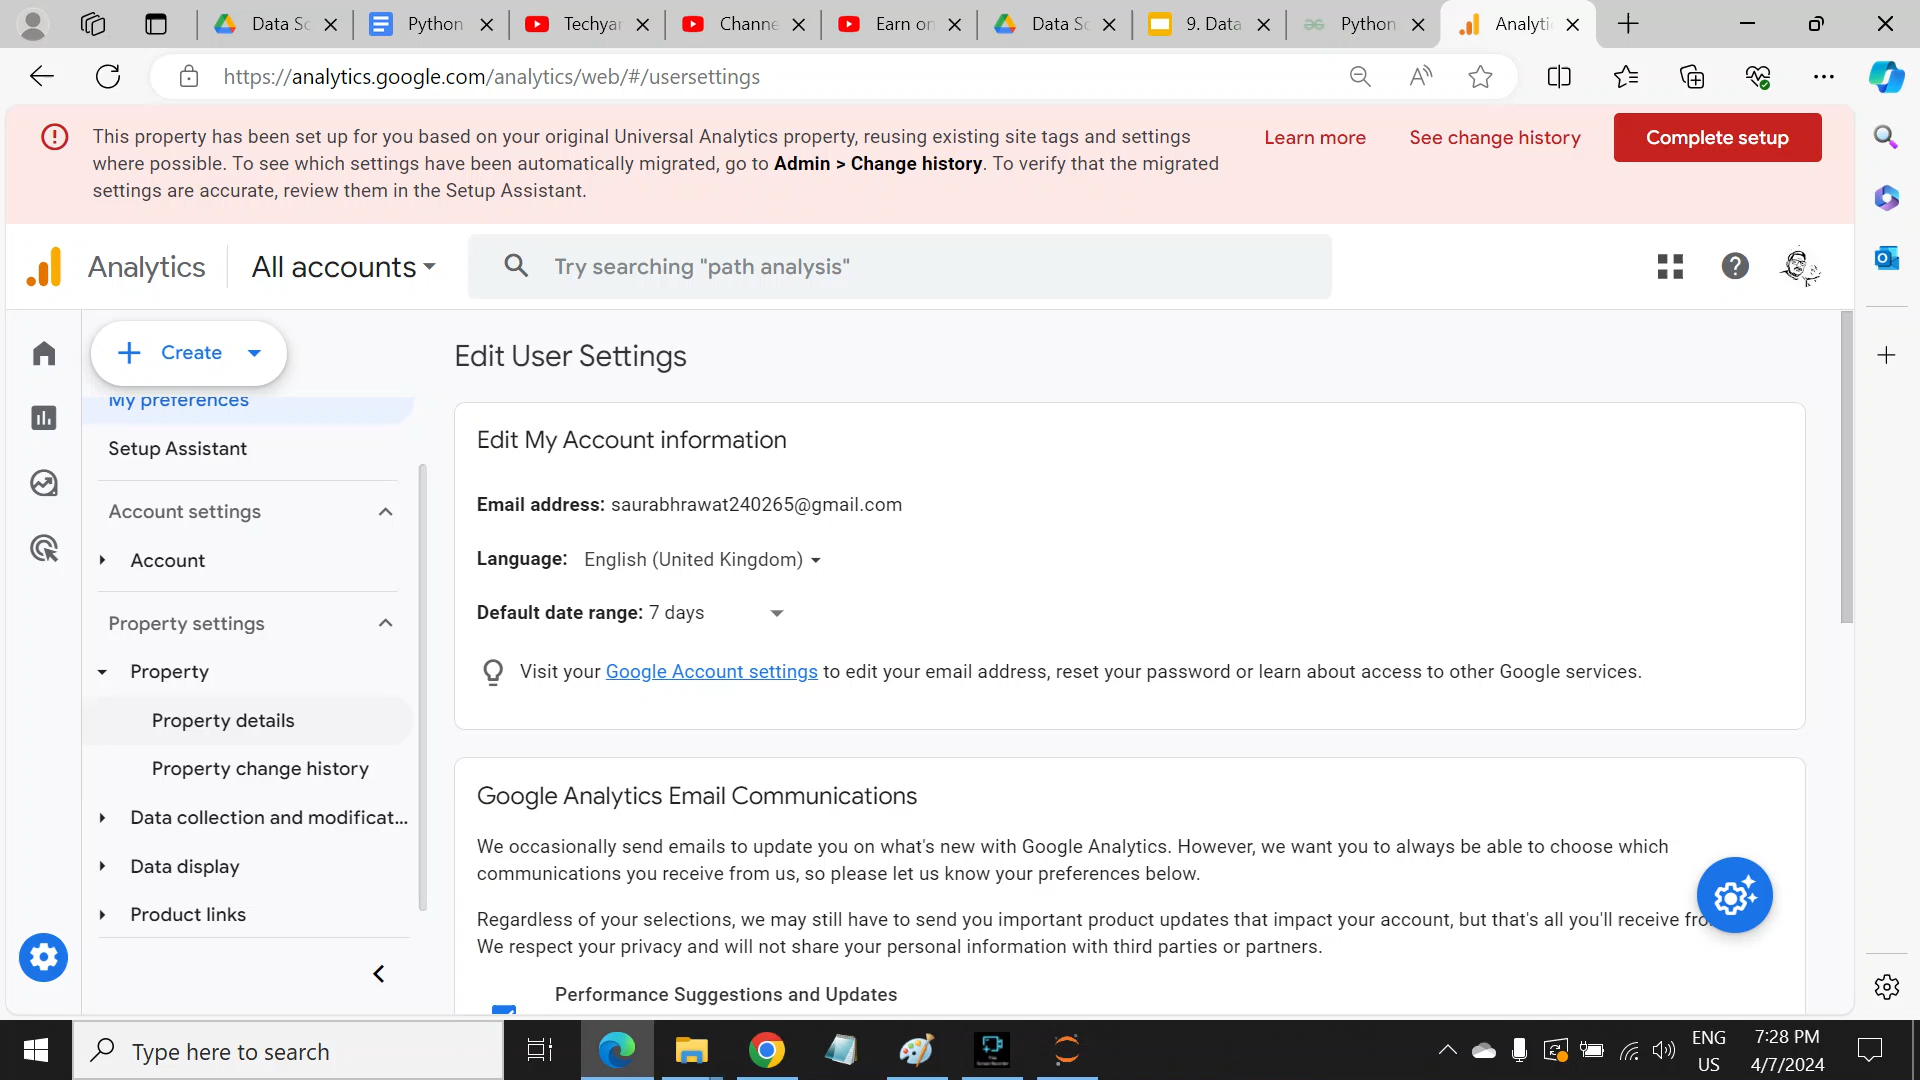 Data Sc
Python
Techyar
Channe
Earn on
Data Sc
9. Data
Python
Analytic
https://analytics.google.com/analytics/web/#/usersettings
This property has been set up for you based on your original Universal Analytics property, reusing existing site tags and settings
where possible. To see which settings have been automatically migrated, go to Admin > Change history. To verify that the migrated
settings are accurate, review them in the Setup Assistant.
Learn more
See change history
Complete setup
Analytics
All accounts
Try searching "path analysis"
Create
My preferences
Setup Assistant
Account settings
Account
Property settings
Property
Property details
Property change history
Data collection and modificat...
Data display
Product links
Edit User Settings
Edit My Account information
Email address: saurabhrawat240265@gmail.com
Language: English (United Kingdom)
Default date range: 7 days
Visit your Google Account settings to edit your email address, reset your password or learn about access to other Google services.
Google Analytics Email Communications
We occasionally send emails to update you on what's new with Google Analytics. However, we want you to always be able to choose which
communications you receive from us, so please let us know your preferences below.
Regardless of your selections, we may still have to send you important product updates that impact your account, but that's all you'll receive fro
We respect your privacy and will not share your personal information with third parties or partners.
Performance Suggestions and Updates
Type here to search
ENG
US
7:28 PM
4/7/2024